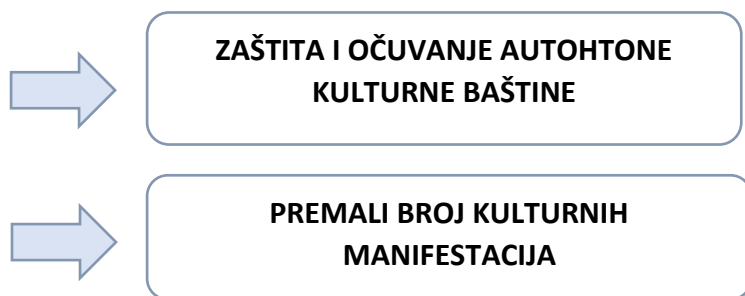 ZAŠTITA I OČUVANJE AUTOHTONE
KULTURNE BAŠTINE
PREMALI BROJ KULTURNIH
MANIFESTACIJA